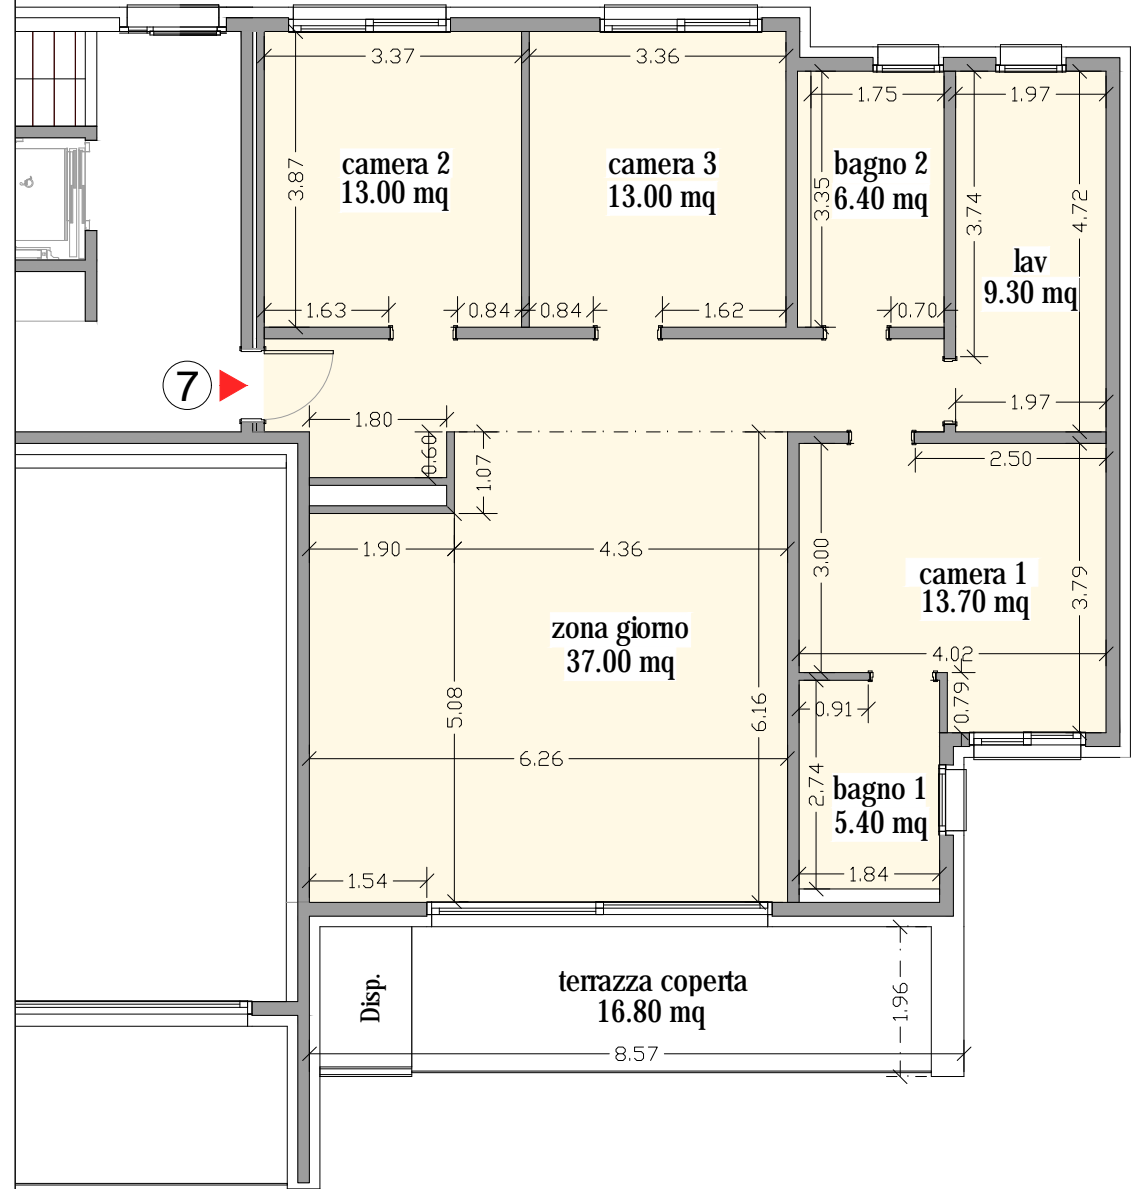 3.37
3.36
1.75
1.97
3.87
camera 2
13.00 mq
camera 3
13.00 mq
bagno 2
6.40 mq
3.35
3.74
4.72
lav
9.30 mq
1.63
0.84
0.84
1.62
0.70
7
1.80
1.97
0.60
1.07
2.50
1.90
4.36
3.00
camera 1
13.70 mq
3.79
zona giorno
37.00 mq
4.02
5.08
6.16
0.91
0.79
6.26
2.74
bagno 1
5.40 mq
1.54
1.84
Disp.
terrazza coperta
16.80 mq
1.96
8.57